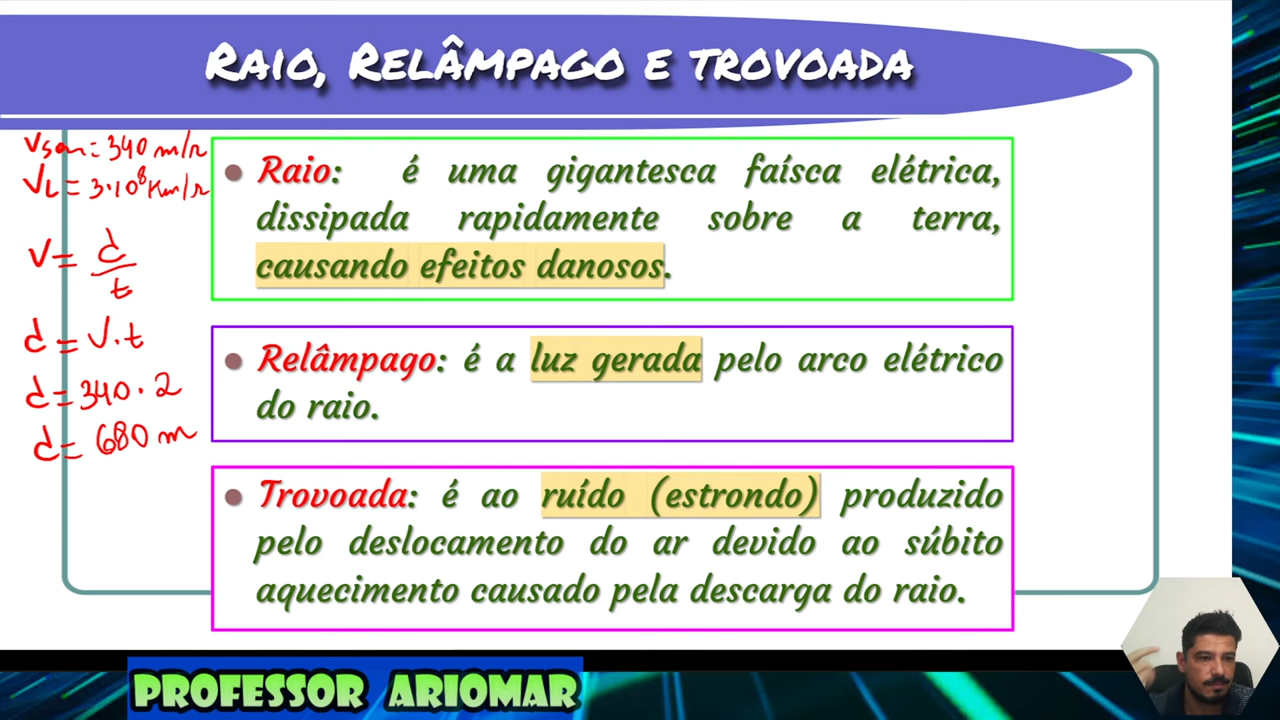 Raio, Relâmpago e trovoada
Vsom = 340 m/s
VL = 3·10⁸ Km/s
V = d/t
d = V.t
d = 340 . 2
d = 680 m
• Raio: é uma gigantesca faísca elétrica,
dissipada rapidamente sobre a terra,
causando efeitos danosos.
• Relâmpago: é a luz gerada pelo arco elétrico
do raio.
• Trovoada: é ao ruído (estrondo) produzido
pelo deslocamento do ar devido ao súbito
aquecimento causado pela descarga do raio.
PROFESSOR ARIOMAR